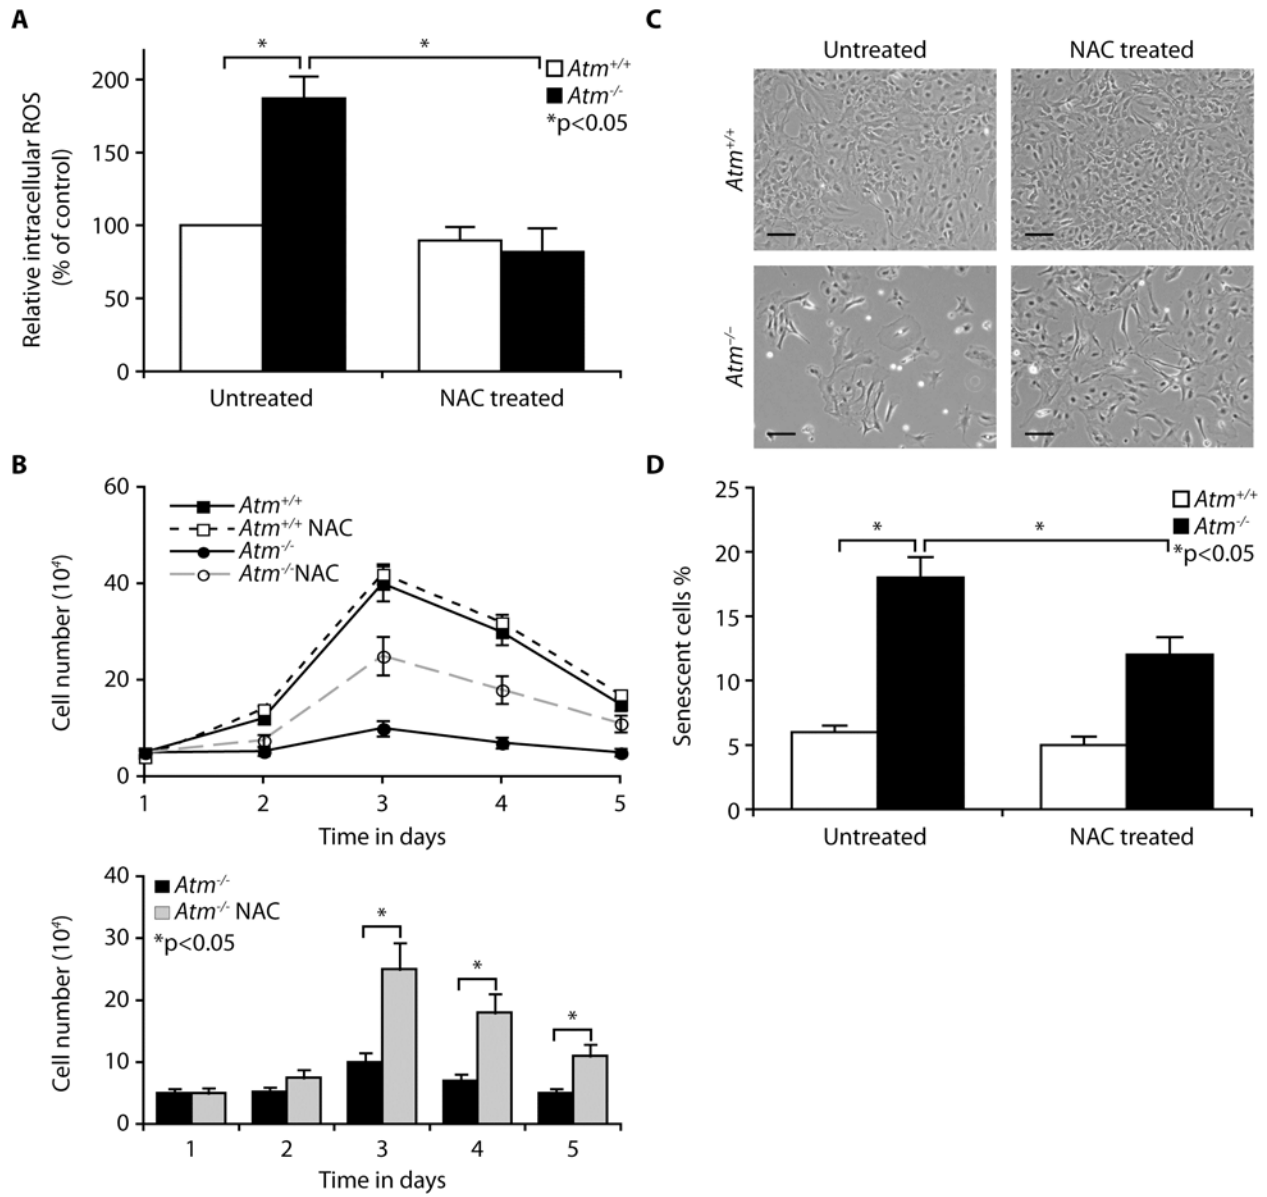 A
*
*
Atm+/+
Atm-/-
*p<0.05
200
150
100
50
0
Relative intracellular ROS
(% of control)
Untreated
NAC treated
B
60
40
20
0
Atm+/+
Atm+/+ NAC
Atm-/-
Atm-/-NAC
Cell number (10⁴)
1 2 3 4 5
Time in days
40
30
20
10
0
Atm-/-
Atm-/- NAC
*p<0.05
*
*
*
Cell number (10⁴)
1 2 3 4 5
Time in days
C
Untreated
NAC treated
Atm+/+
Atm-/-
D
25
20
15
10
5
0
*
*
Atm+/+
Atm-/-
*p<0.05
Senescent cells %
Untreated
NAC treated